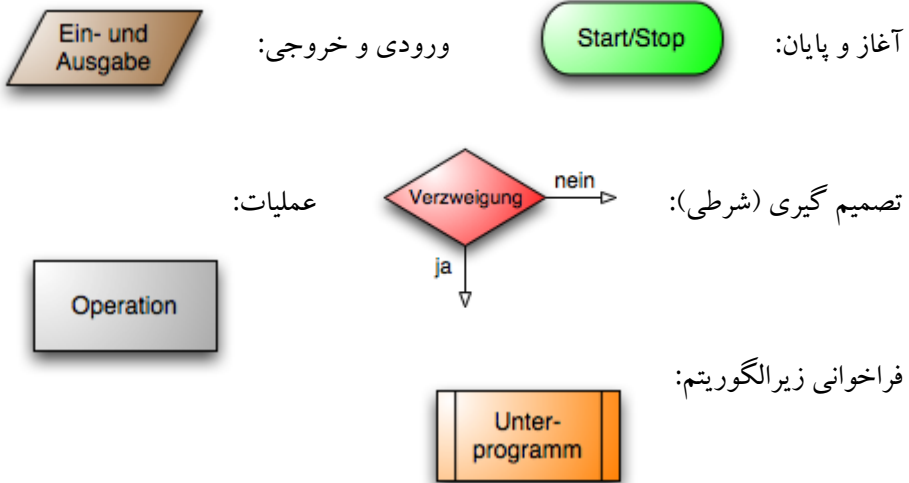 آغاز و پایان:
Start/Stop
ورودی و خروجی:
Ein- und
Ausgabe
تصمیم گیری (شرطی):
Verzweigung
nein
ja
عملیات:
Operation
فراخوانی زیرالگوریتم:
Unter-
programm